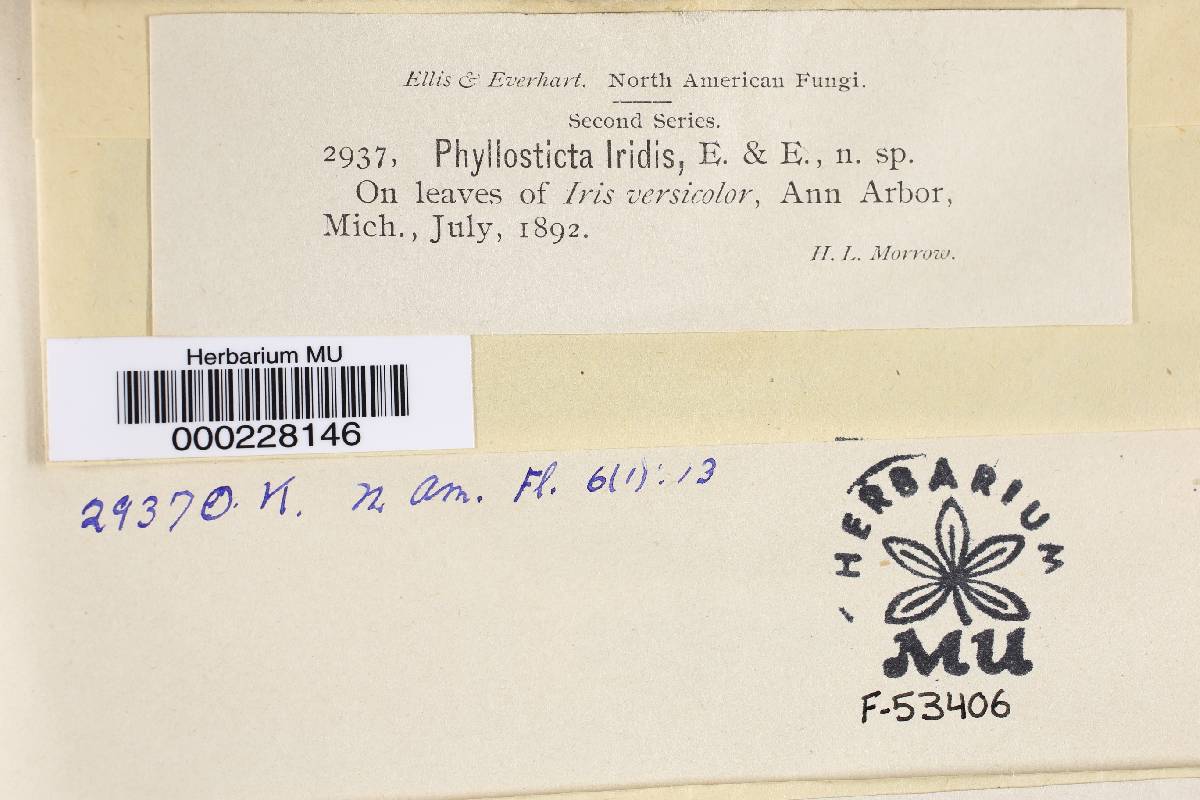 Ellis & Everhart. North American Fungi.
Second Series.
2937, Phyllosticta Iridis, E. & E., n. sp.
On leaves of Iris versicolor, Ann Arbor,
Mich., July, 1892.
H. L. Morrow.
Herbarium MU
000228146
2937 O.K. N Am. Fl. 6(1):13
HERBARIUM
MU
F-53406